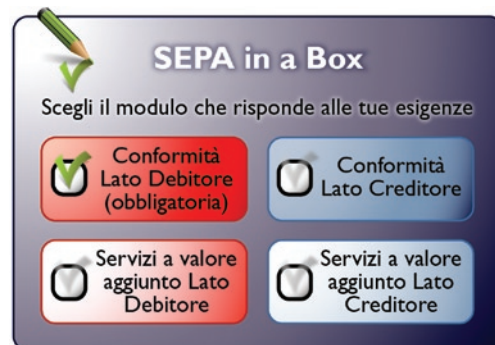 SEPA in a Box
Scegli il modulo che risponde alle tue esigenze
Conformità
Lato Debitore
(obbligatoria)
Conformità
Lato Creditore
Servizi a valore
aggiunto Lato
Debitore
Servizi a valore
aggiunto Lato
Creditore